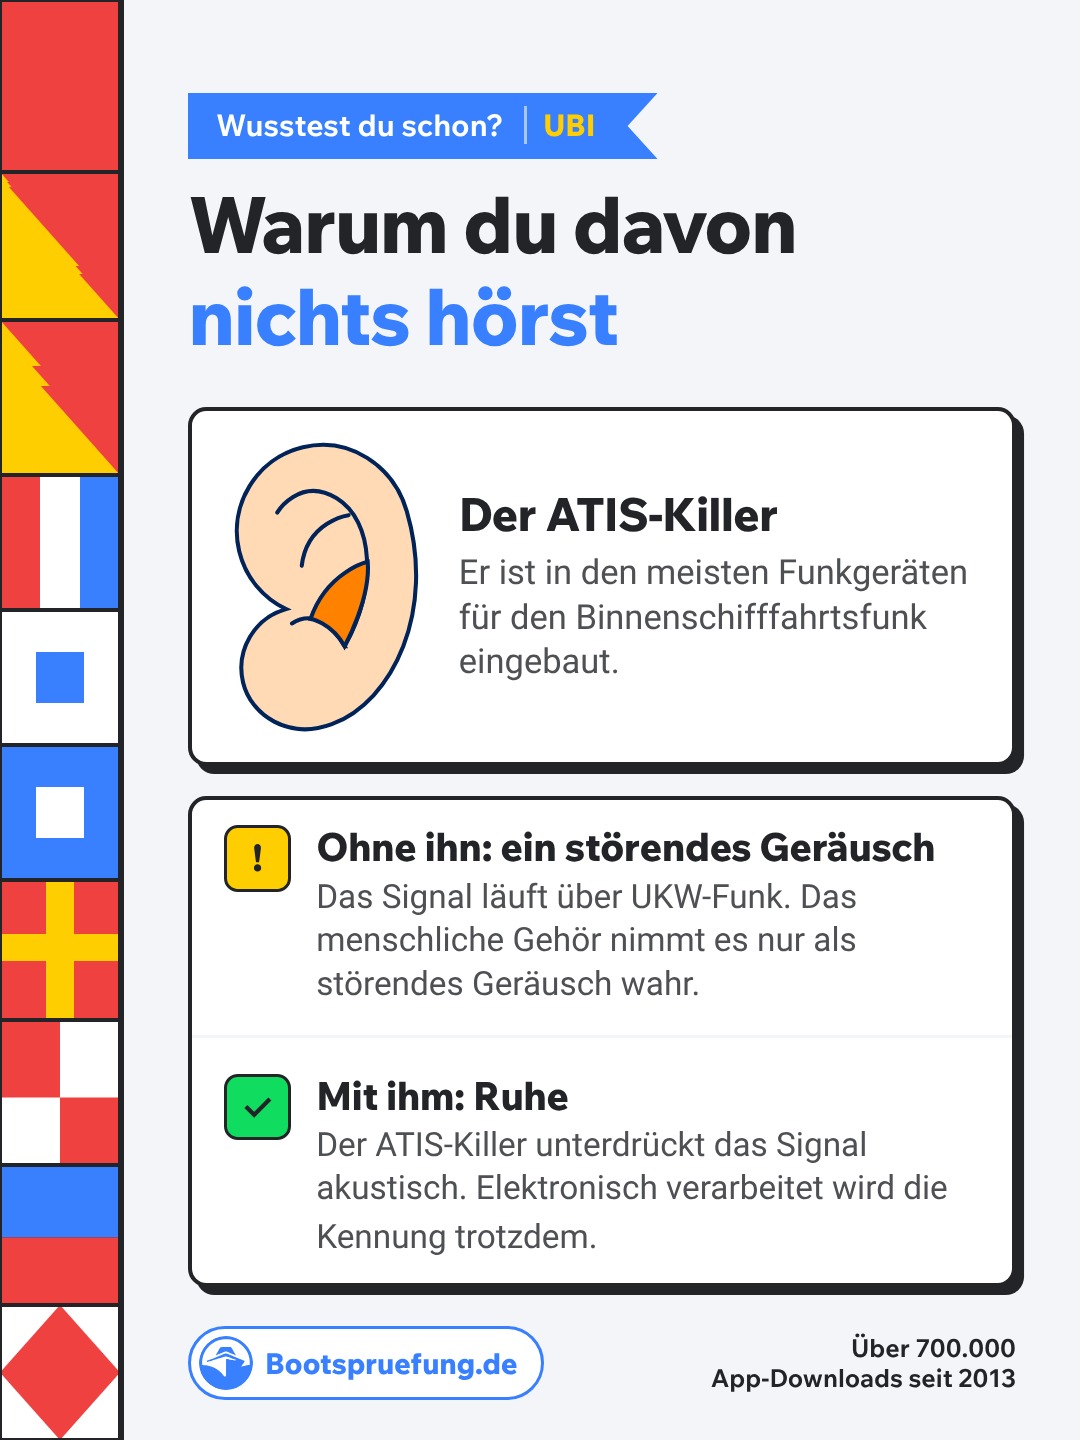 Wusstest du schon? | UBI
Warum du davon
nichts hörst
Der ATIS-Killer
Er ist in den meisten Funkgeräten
für den Binnenschifffahrtsfunk
eingebaut.
!
Ohne ihn: ein störendes Geräusch
Das Signal läuft über UKW-Funk. Das
menschliche Gehör nimmt es nur als
störendes Geräusch wahr.
Mit ihm: Ruhe
Der ATIS-Killer unterdrückt das Signal
akustisch. Elektronisch verarbeitet wird die
Kennung trotzdem.
Bootspruefung.de
Über 700.000
App-Downloads seit 2013